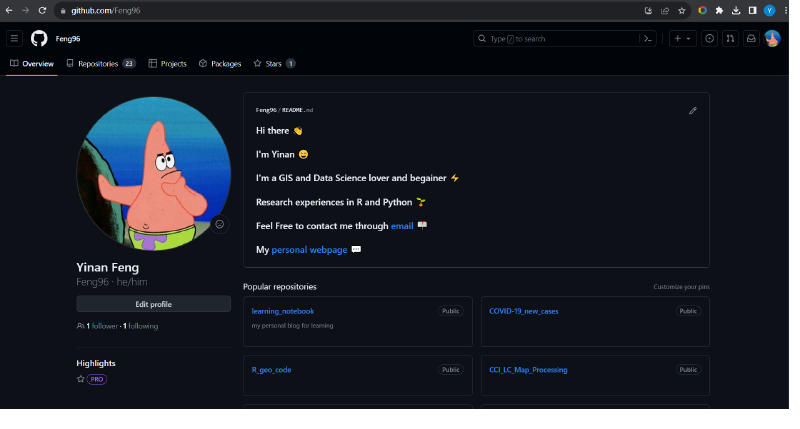 github.com/Feng96
Y
Feng96
Type / to search
Overview
Repositories 23
Projects
Packages
Stars 1
Feng96 / README.md
Hi there 👋
I'm Yinan 😄
I'm a GIS and Data Science lover and begainer ⚡
Research experiences in R and Python 🌱
Feel Free to contact me through email 📖
My personal webpage 💬
Yinan Feng
Feng96 · he/him
Edit profile
1 follower · 1 following
Highlights
PRO
Popular repositories
Customize your pins
learning_notebook
Public
my personal blog for learning
COVID-19_new_cases
Public
R_geo_code
Public
CCI_LC_Map_Processing
Public